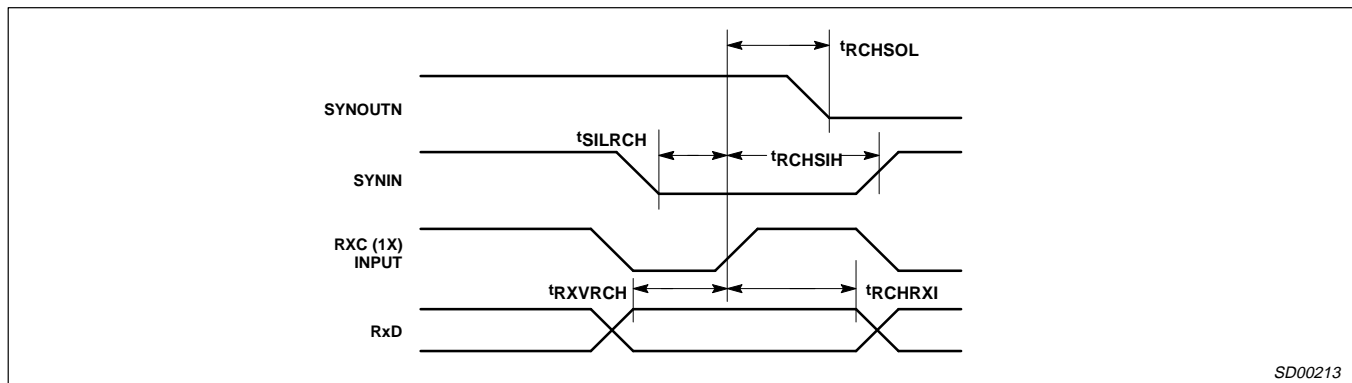 tRCHSOL
SYNOUTN
tSILRCH
tRCHSIH
SYNIN
RXC (1X)
INPUT
tRXVRCH
tRCHRXI
RxD
SD00213